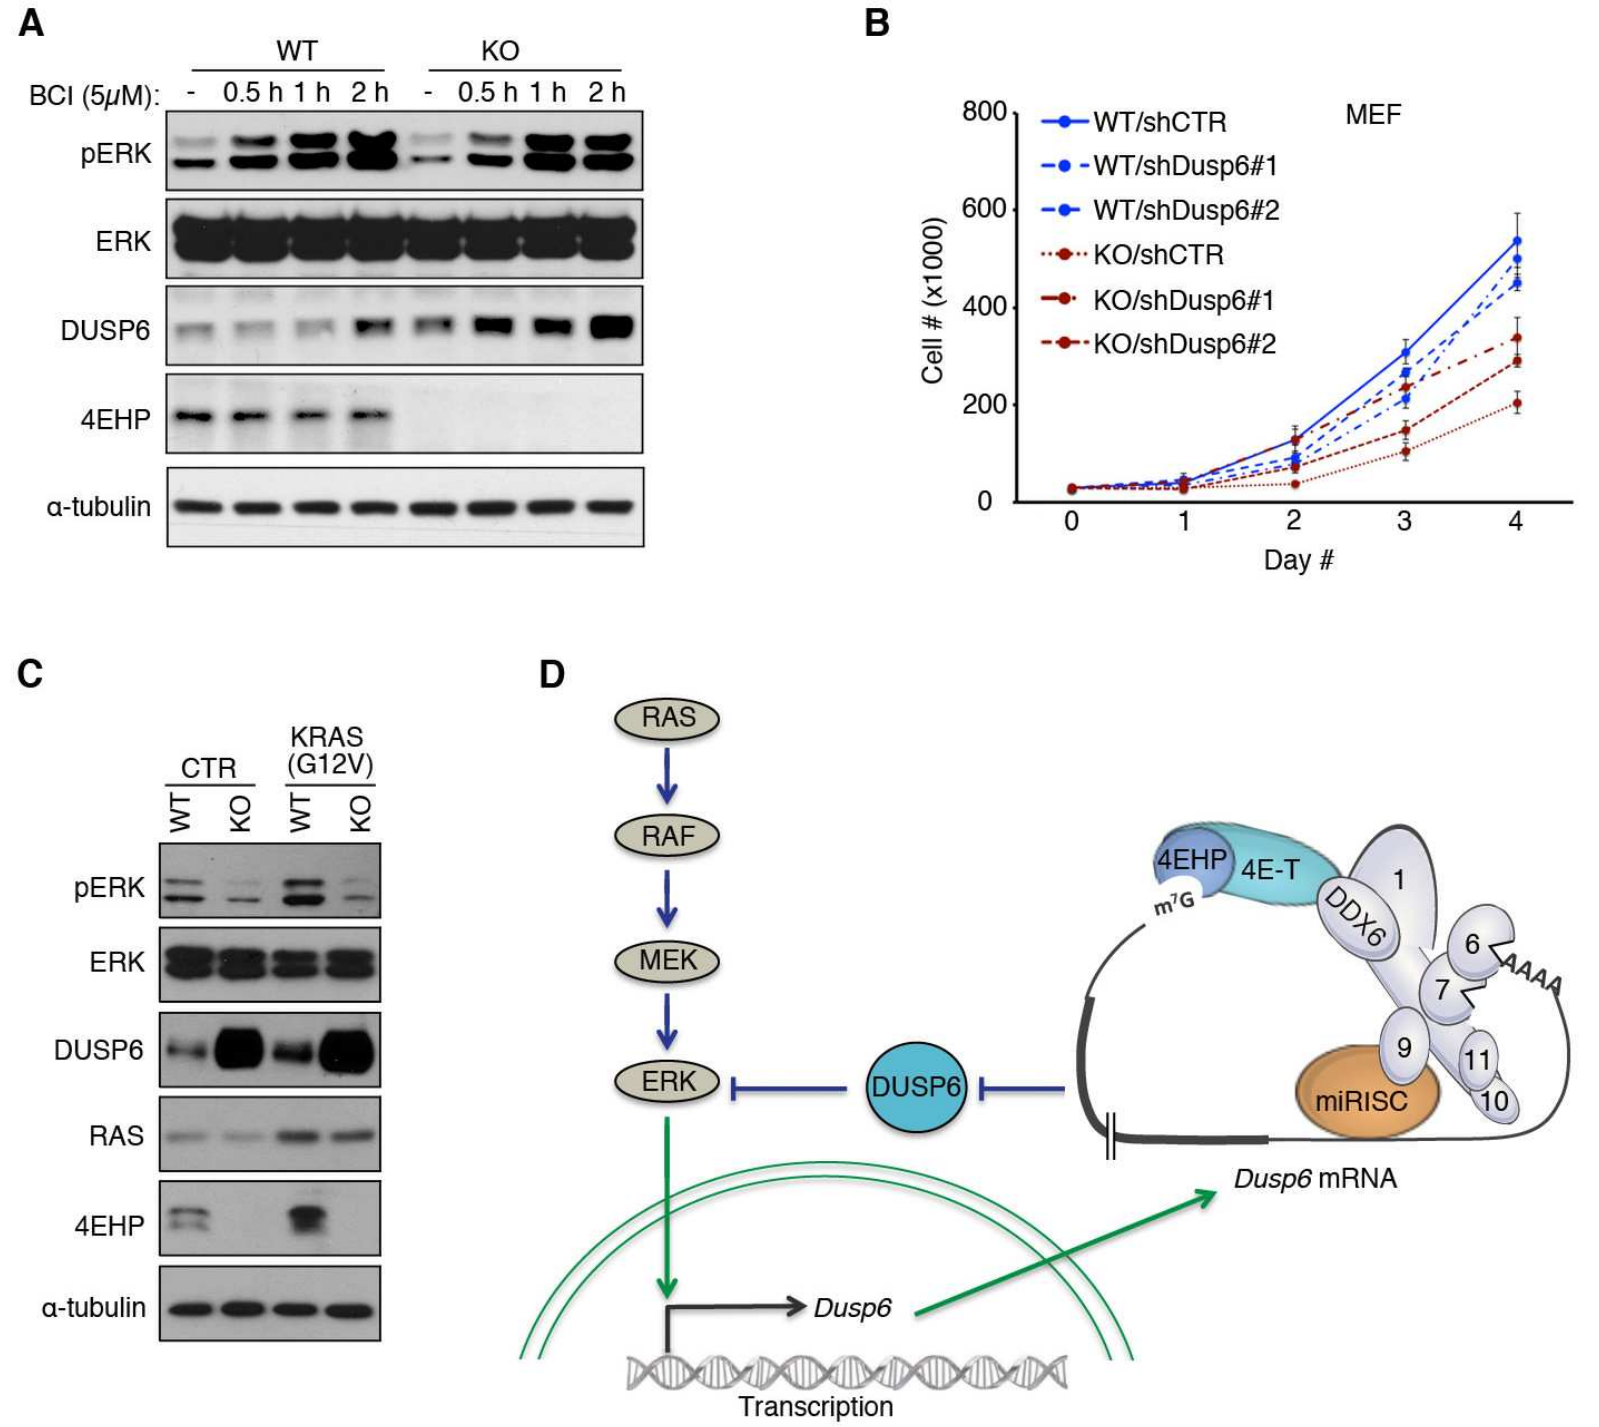 A
WT KO
BCI (5µM): - 0.5 h 1 h 2 h - 0.5 h 1 h 2 h
pERK
ERK
DUSP6
4EHP
α-tubulin
B
MEF
WT/shCTR
WT/shDusp6#1
WT/shDusp6#2
KO/shCTR
KO/shDusp6#1
KO/shDusp6#2
Cell # (x1000)
800
600
400
200
0
0 1 2 3 4
Day #
C
CTR KRAS (G12V)
WT KO WT KO
pERK
ERK
DUSP6
RAS
4EHP
α-tubulin
D
RAS
RAF
MEK
ERK
DUSP6
4EHP
4E-T
m⁷G
DDX6
1
6
AAAA
7
9
11
10
miRISC
Dusp6 mRNA
Dusp6
Transcription